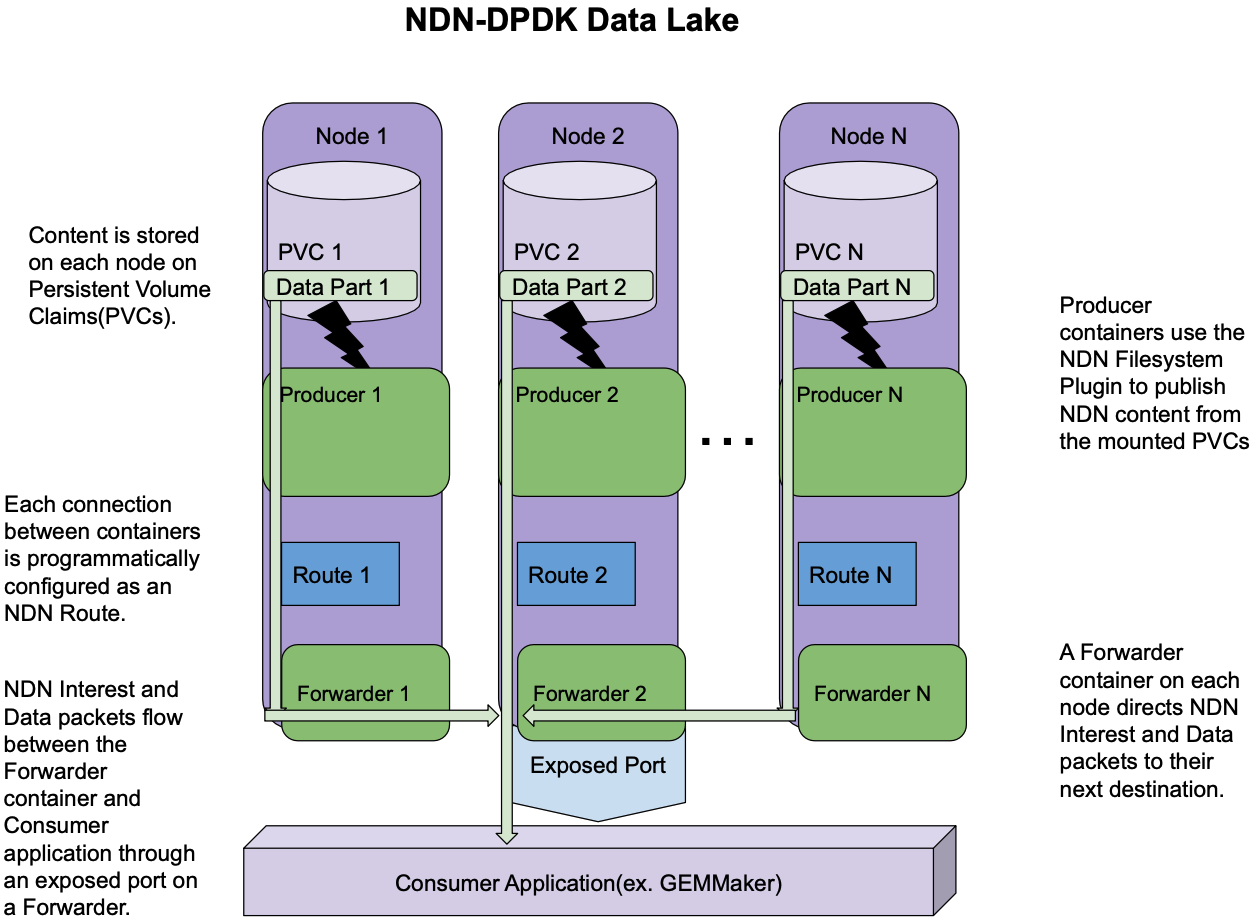 NDN-DPDK Data Lake
Node 1
Node 2
Node N
PVC 1
PVC 2
PVC N
Data Part 1
Data Part 2
Data Part N
Content is stored
on each node on
Persistent Volume
Claims(PVCs).
Producer
containers use the
NDN Filesystem
Plugin to publish
NDN content from
the mounted PVCs
Producer 1
Producer 2
Producer N
...
Each connection
between containers
is programmatically
configured as an
NDN Route.
Route 1
Route 2
Route N
A Forwarder
container on each
node directs NDN
Interest and Data
packets to their
next destination.
Forwarder 1
Forwarder 2
Forwarder N
NDN Interest and
Data packets flow
between the
Forwarder
container and
Consumer
application through
an exposed port on
a Forwarder.
Exposed Port
Consumer Application(ex. GEMMaker)